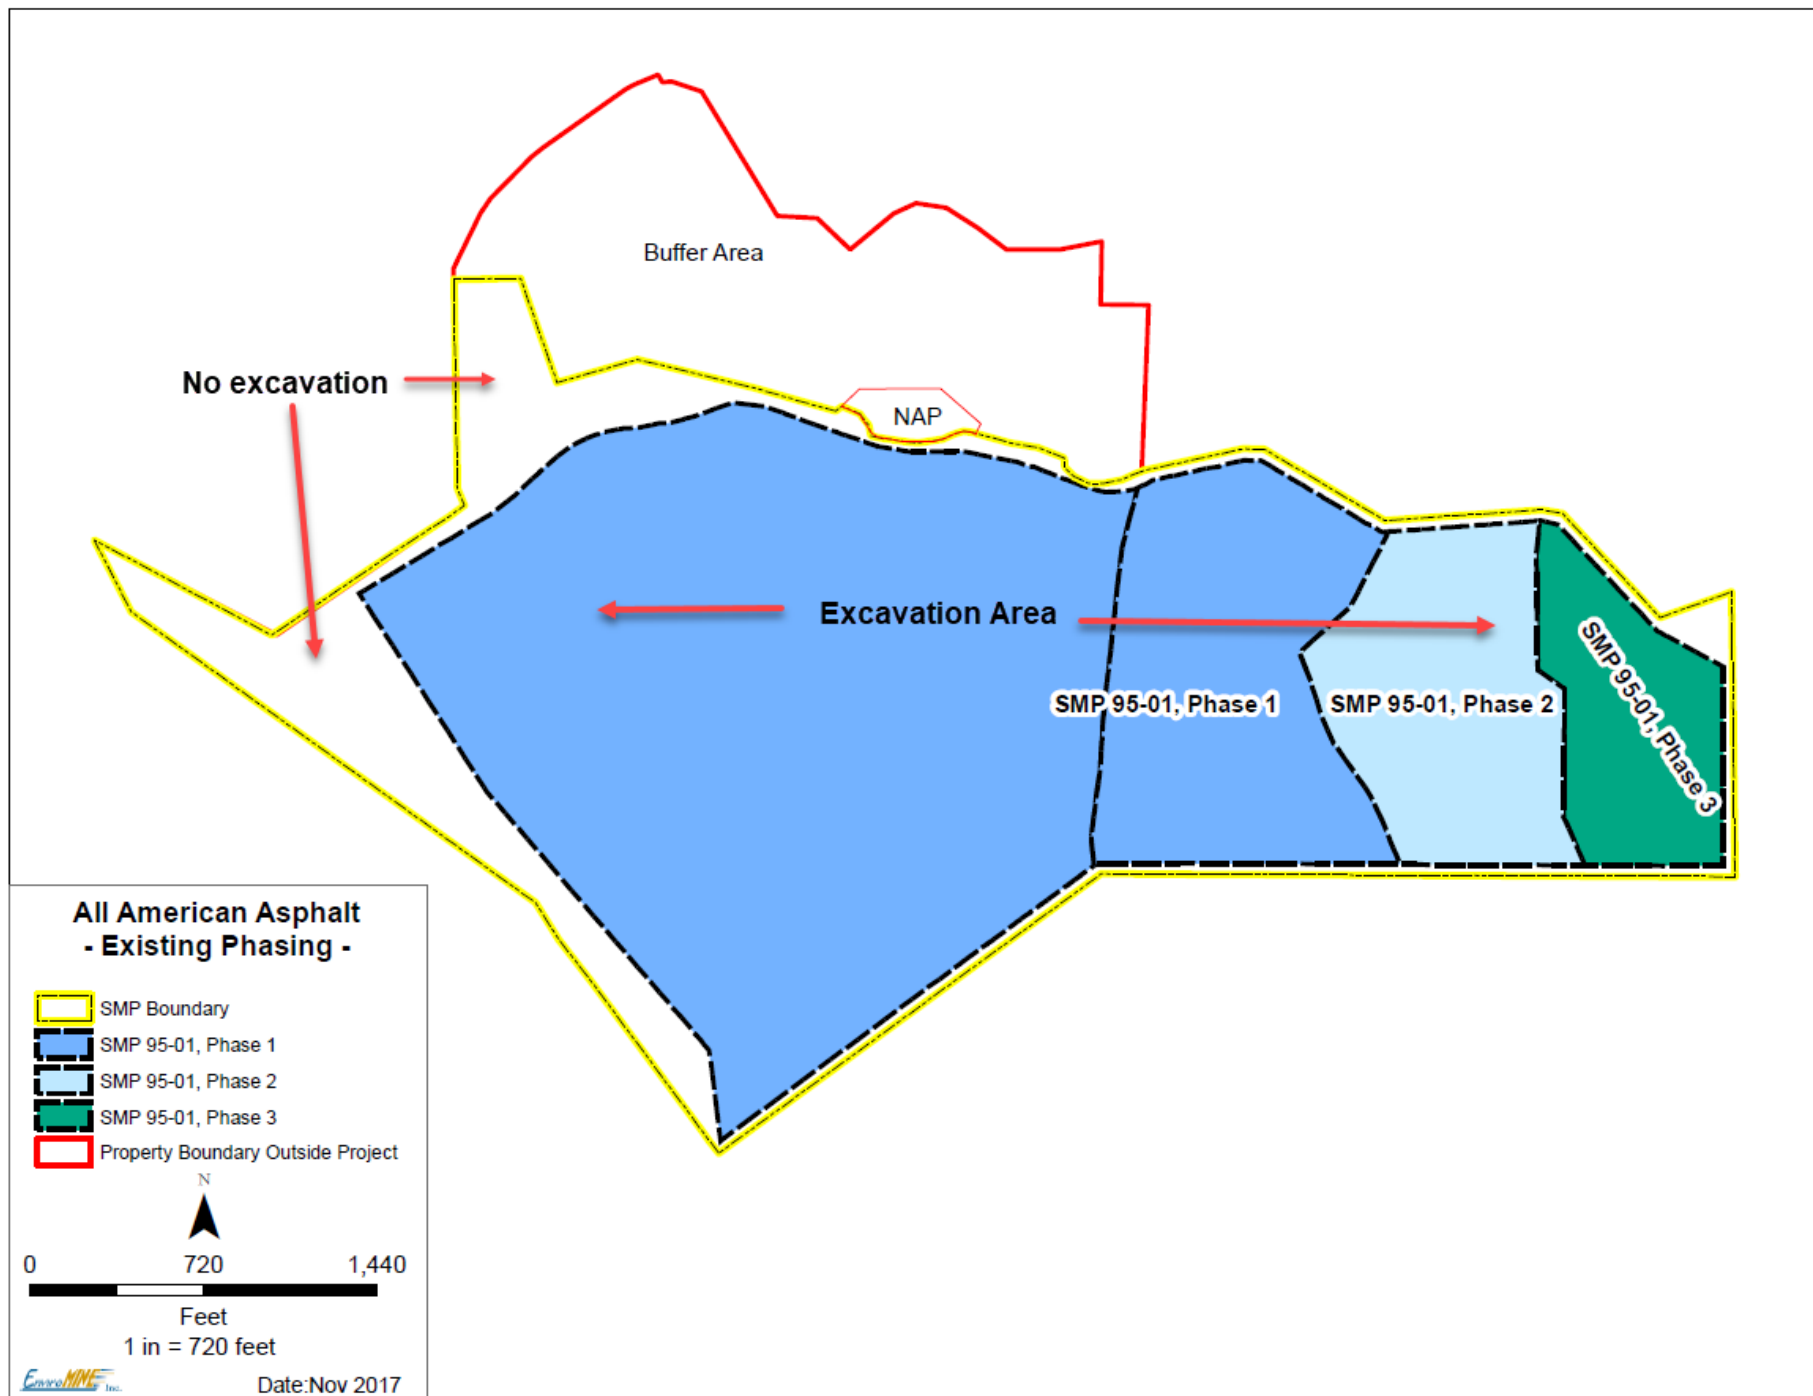 Buffer Area
No excavation
NAP
Excavation Area
SMP 95-01, Phase 1
SMP 95-01, Phase 2
SMP 95-01, Phase 3
All American Asphalt
- Existing Phasing -
SMP Boundary
SMP 95-01, Phase 1
SMP 95-01, Phase 2
SMP 95-01, Phase 3
Property Boundary Outside Project
N
0 720 1,440
Feet
1 in = 720 feet
EnviroMINE Inc.
Date:Nov 2017